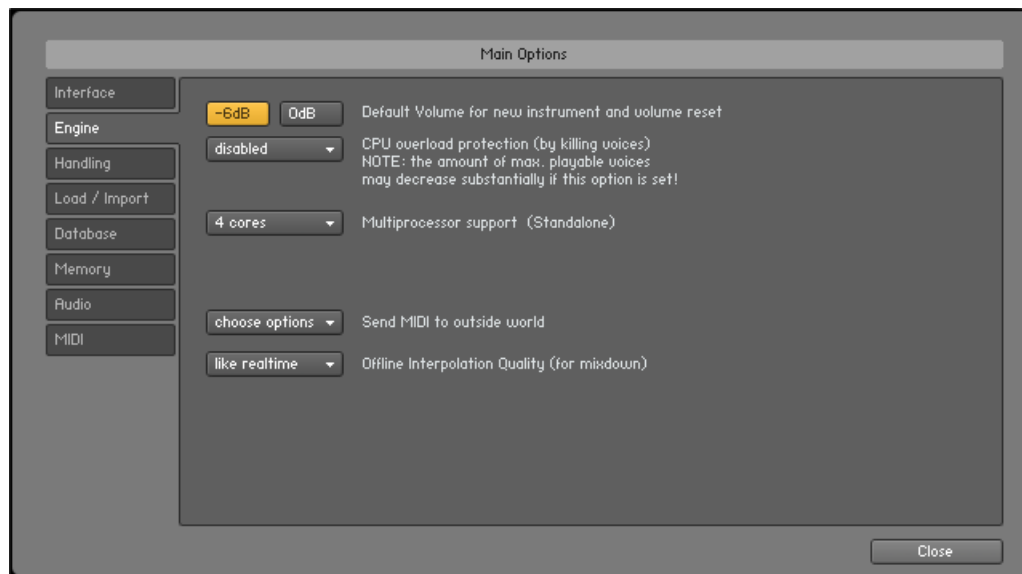 Main Options
Interface
Engine
Handling
Load / Import
Database
Memory
Audio
MIDI
-6dB 0dB Default Volume for new instrument and volume reset
disabled CPU overload protection (by killing voices)
NOTE: the amount of max. playable voices
may decrease substantially if this option is set!
4 cores Multiprocessor support (Standalone)
choose options Send MIDI to outside world
like realtime Offline Interpolation Quality (for mixdown)
Close